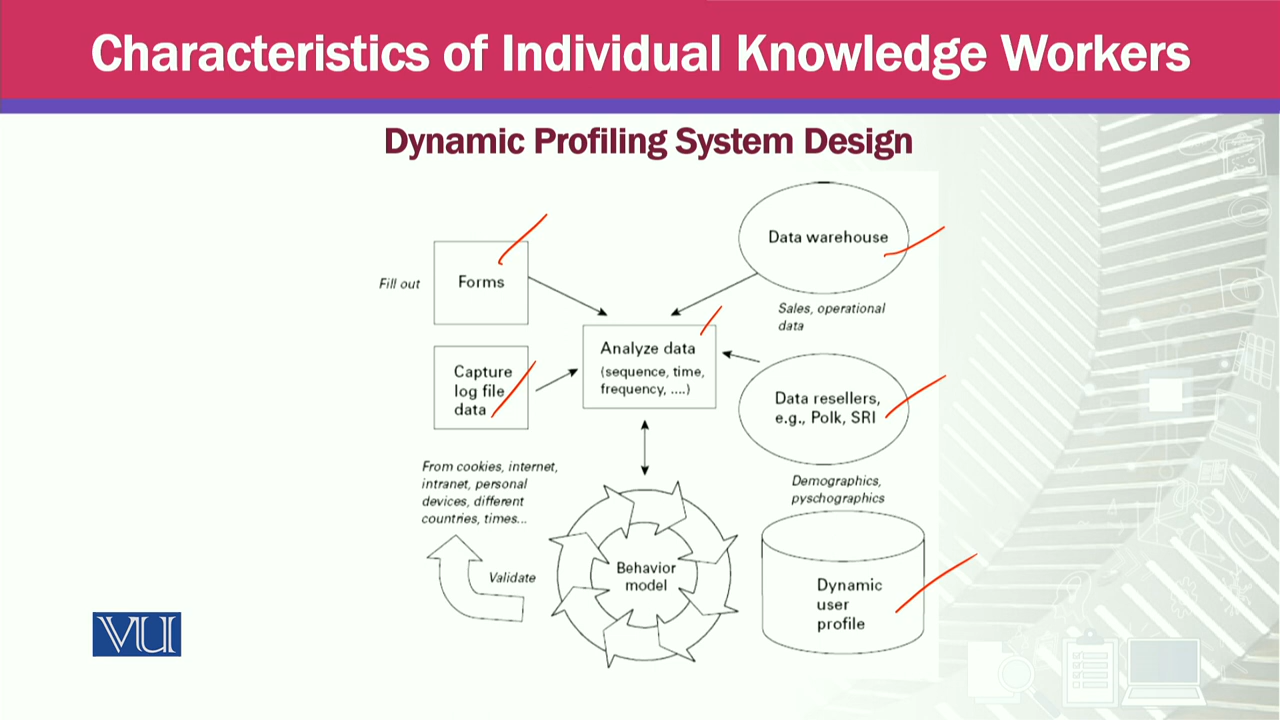 Characteristics of Individual Knowledge Workers
Dynamic Profiling System Design
Fill out
Forms
Data warehouse
Sales, operational
data
Analyze data
(sequence, time,
frequency, ....)
Capture
log file
data
Data resellers,
e.g., Polk, SRI
From cookies, internet,
intranet, personal
devices, different
countries, times...
Demographics,
pyschographics
Validate
Behavior
model
Dynamic
user
profile
VU